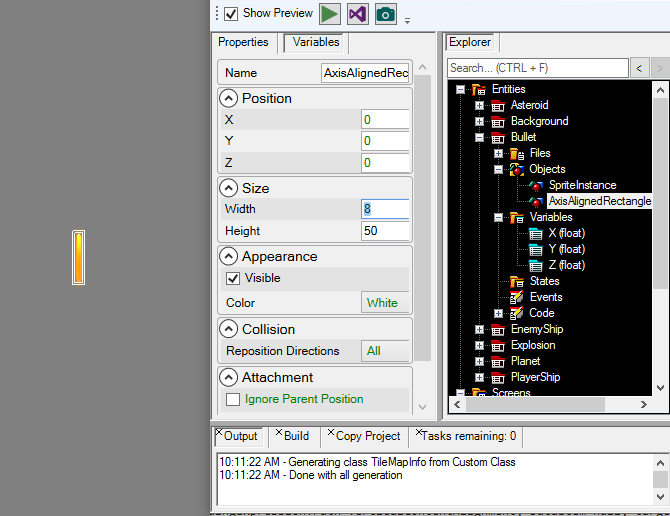 Show Preview
Properties
Variables
Name
AxisAlignedRec
Position
X
0
Y
0
Z
0
Size
Width
8
Height
50
Appearance
Visible
Color
White
Collision
Reposition Directions
All
Attachment
Ignore Parent Position
Explorer
Search... (CTRL + F)
<
>
Entities
Asteroid
Background
Bullet
Files
Objects
SpriteInstance
AxisAlignedRectangle
Variables
X (float)
Y (float)
Z (float)
States
Events
Code
EnemyShip
Explosion
Planet
PlayerShip
Screens
Output
Build
Copy Project
Tasks remaining: 0
10:11:22 AM - Generating class TileMapInfo from Custom Class
10:11:22 AM - Done with all generation